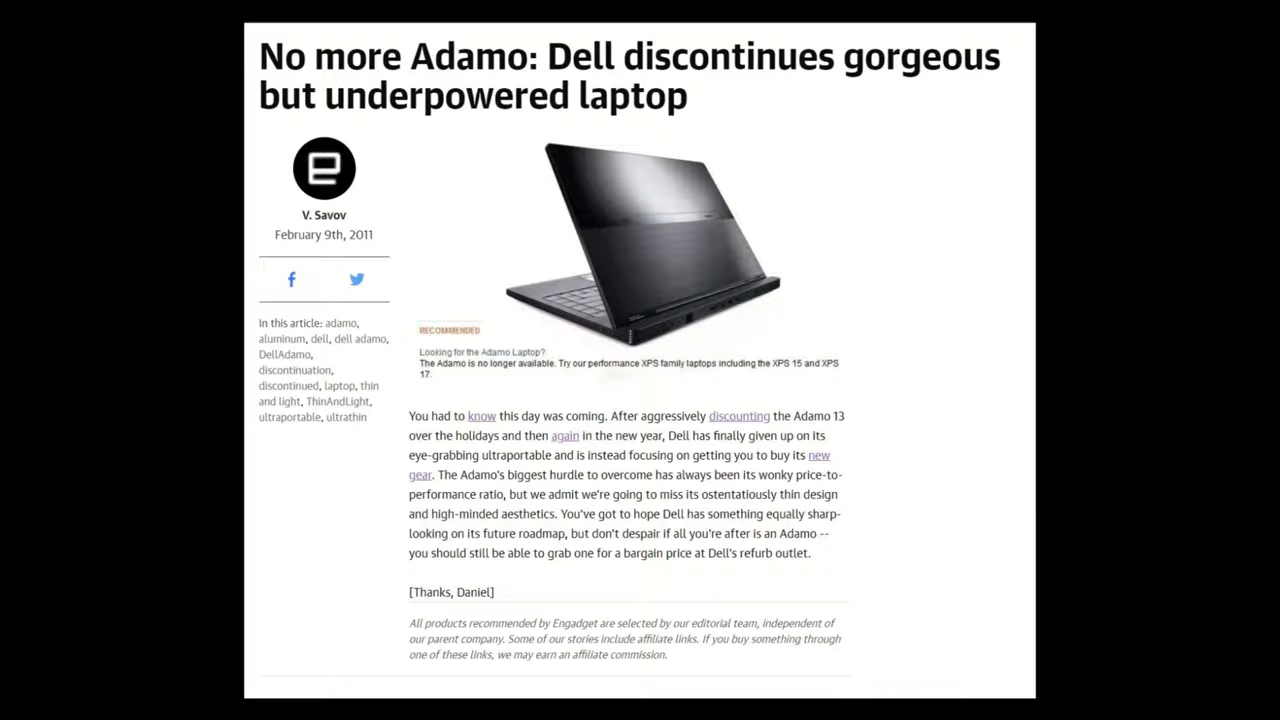 No more Adamo: Dell discontinues gorgeous
but underpowered laptop
V. Savov
February 9th, 2011
In this article: adamo,
aluminum, dell, dell adamo,
DellAdamo,
discontinuation,
discontinued, laptop, thin
and light, ThinAndLight,
ultraportable, ultrathin
RECOMMENDED
Looking for the Adamo Laptop?
The Adamo is no longer available. Try our performance XPS family laptops including the XPS 15 and XPS
17.
You had to know this day was coming. After aggressively discounting the Adamo 13
over the holidays and then again in the new year, Dell has finally given up on its
eye-grabbing ultraportable and is instead focusing on getting you to buy its new
gear. The Adamo's biggest hurdle to overcome has always been its wonky price-to-
performance ratio, but we admit we're going to miss its ostentatiously thin design
and high-minded aesthetics. You've got to hope Dell has something equally sharp-
looking on its future roadmap, but don't despair if all you're after is an Adamo --
you should still be able to grab one for a bargain price at Dell's refurb outlet.
[Thanks, Daniel]
All products recommended by Engadget are selected by our editorial team, independent of
our parent company. Some of our stories include affiliate links. If you buy something through
one of these links, we may earn an affiliate commission.